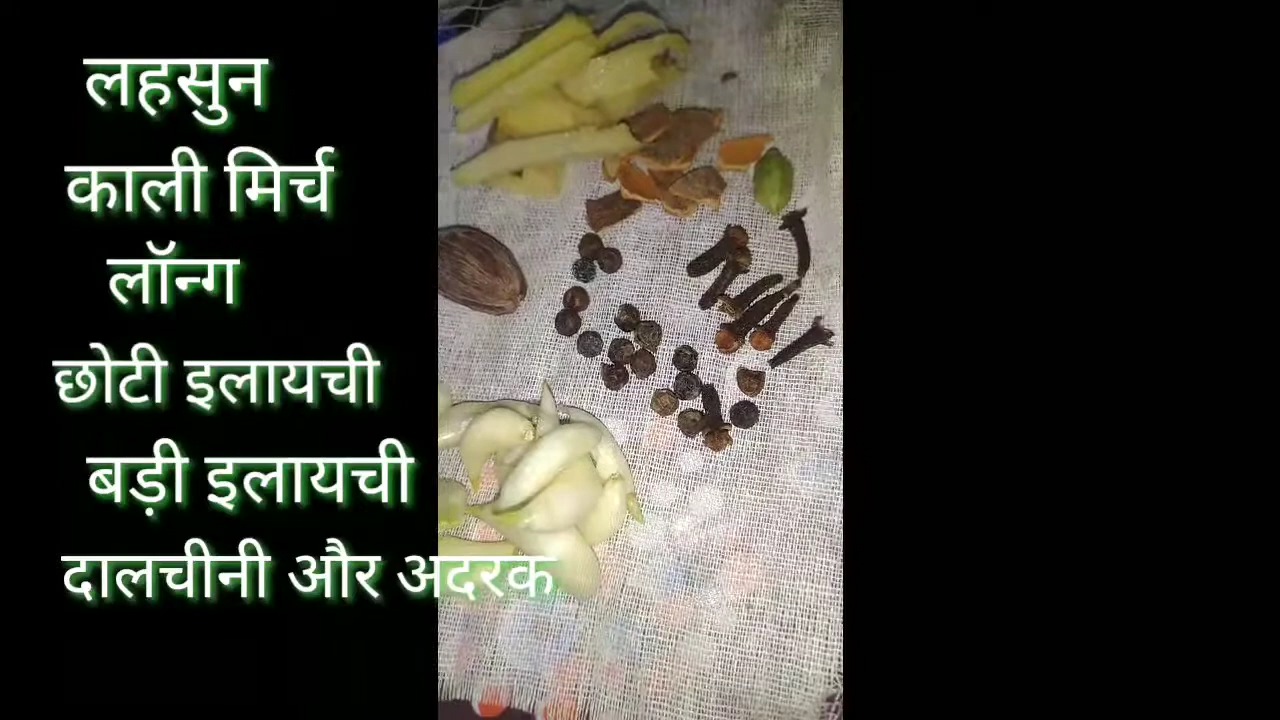 लहसुन
काली मिर्च
लॉन्ग
छोटी इलायची
बड़ी इलायची
दालचीनी और अदरक